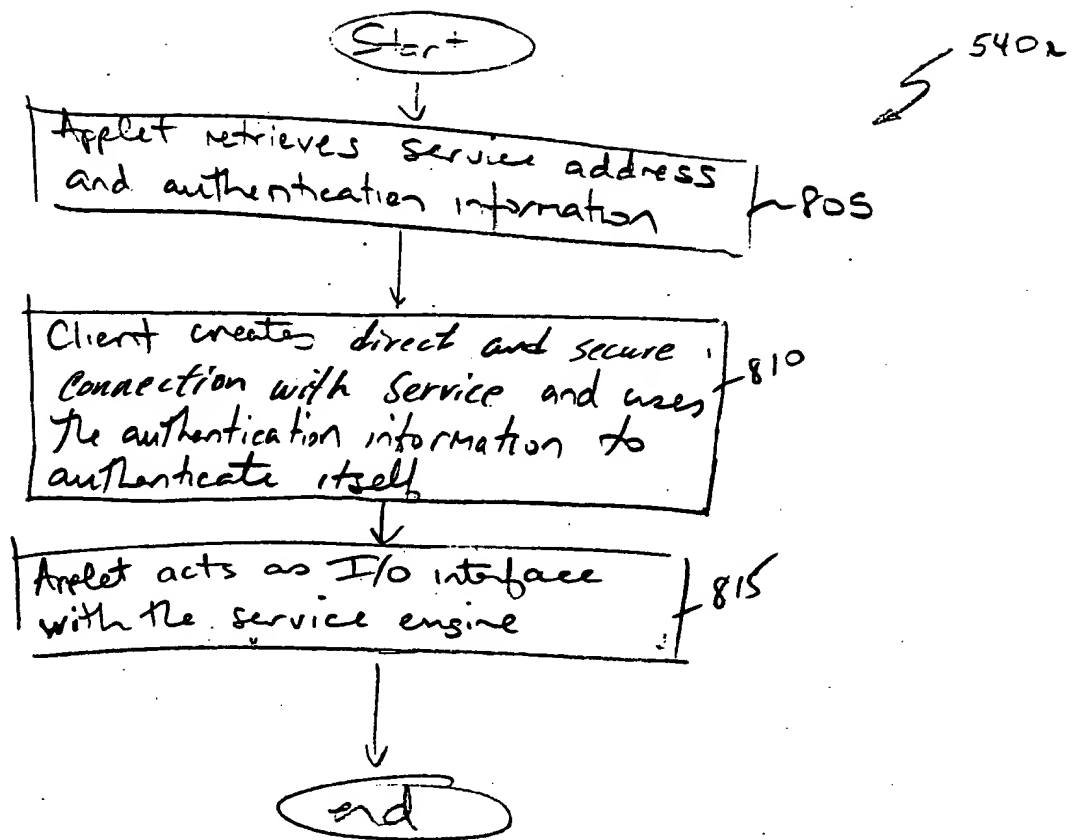 Start
540a
Applet retrieves service address
and authentication information
805
Client creates direct and secure
connection with service and uses
the authentication information to
authenticate itself
810
Applet acts as I/O interface
with the service engine
815
end